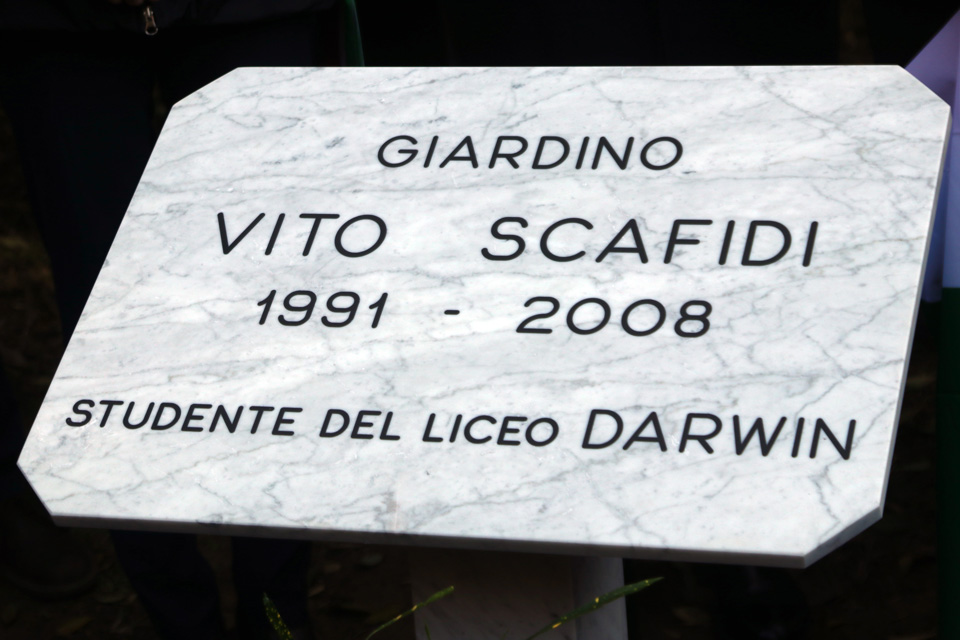 GIARDINO
VITO SCAFIDI
1991 - 2008
STUDENTE DEL LICEO DARWIN